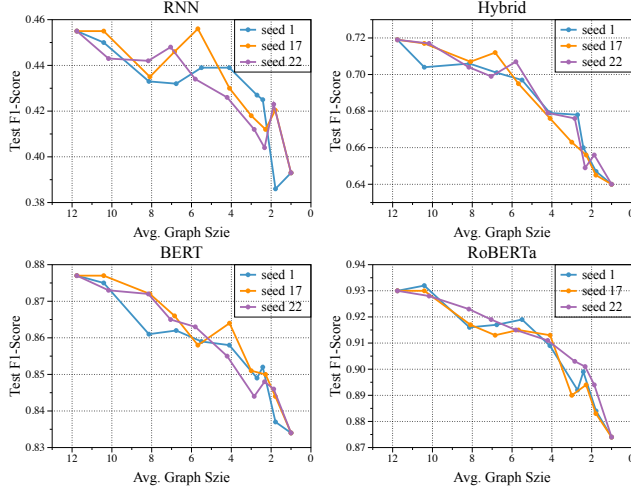 RNN
0.46
0.44
0.42
0.40
0.38
Test F1-Score
seed 1
seed 17
seed 22
12 10 8 6 4 2 0
Avg. Graph Szie
Hybrid
0.72
0.70
0.68
0.66
0.64
Test F1-Score
seed 1
seed 17
seed 22
12 10 8 6 4 2 0
Avg. Graph Szie
BERT
0.88
0.87
0.86
0.85
0.84
0.83
Test F1-Score
seed 1
seed 17
seed 22
12 10 8 6 4 2 0
Avg. Graph Szie
RoBERTa
0.94
0.93
0.92
0.91
0.90
0.89
0.88
0.87
Test F1-Score
seed 1
seed 17
seed 22
12 10 8 6 4 2 0
Avg. Graph Szie